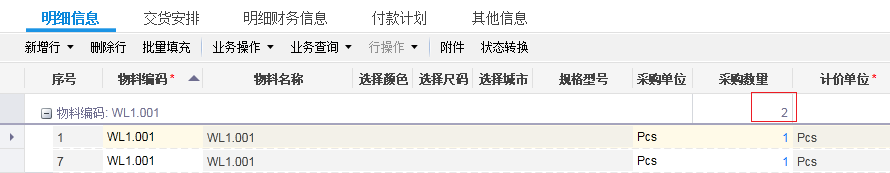 明细信息 交货安排 明细财务信息 付款计划 其他信息
新增行 删除行 批量填充 业务操作 业务查询 行操作 附件 状态转换
序号 物料编码* 物料名称 选择颜色 选择尺码 选择城市 规格型号 采购单位 采购数量 计价单位*
物料编码: WL1.001 2
1 WL1.001 WL1.001 Pcs 1 Pcs
7 WL1.001 WL1.001 Pcs 1 Pcs